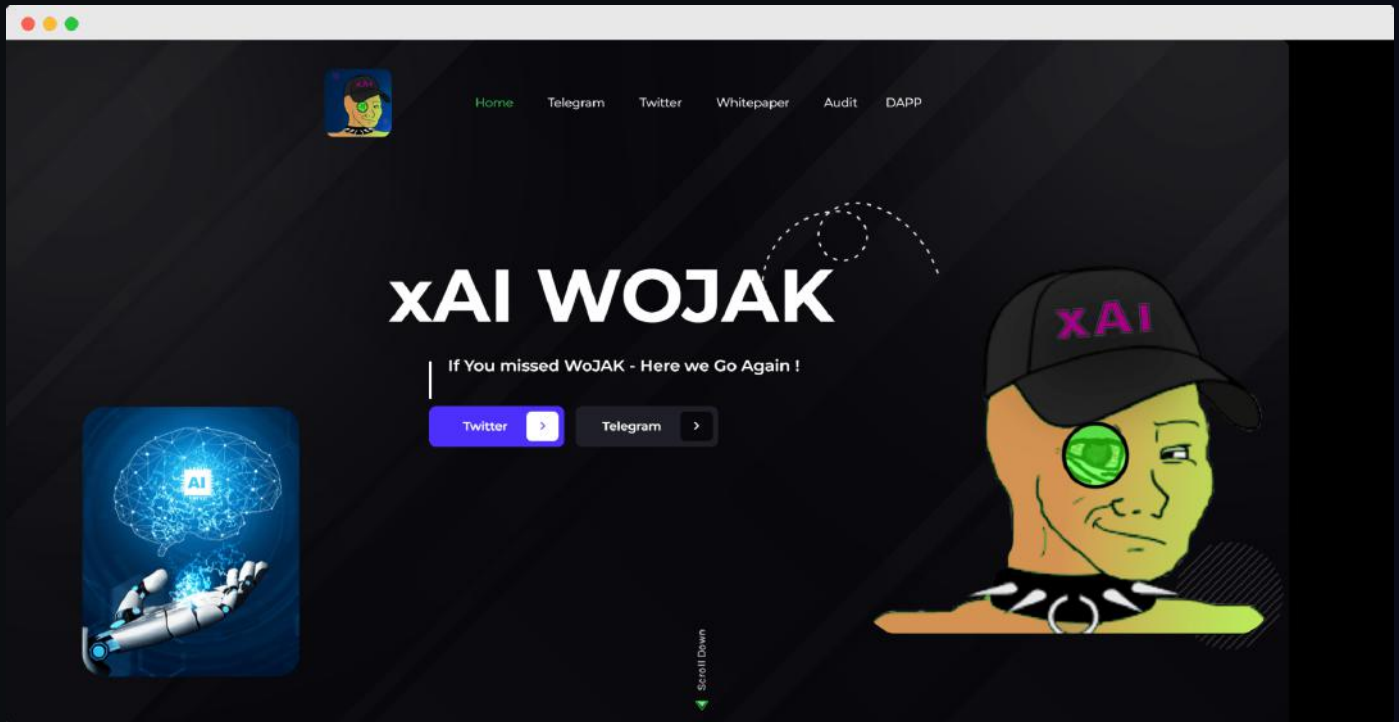 xAI
Home Telegram Twitter Whitepaper Audit DAPP
xAI WOJAK
If You missed WoJAK - Here we Go Again !
Twitter Telegram
xAI
AI
Scroll Down